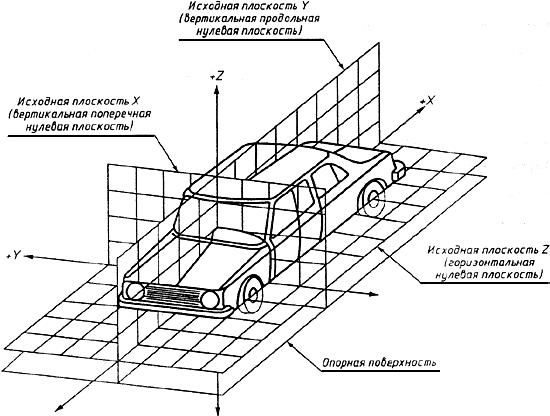 Исходная плоскость Y
(вертикальная продольная
нулевая плоскость)
+Z
Исходная плоскость X
(вертикальная поперечная
нулевая плоскость)
+X
+Y
Исходная плоскость Z
(горизонтальная
нулевая плоскость)
Опорная поверхность